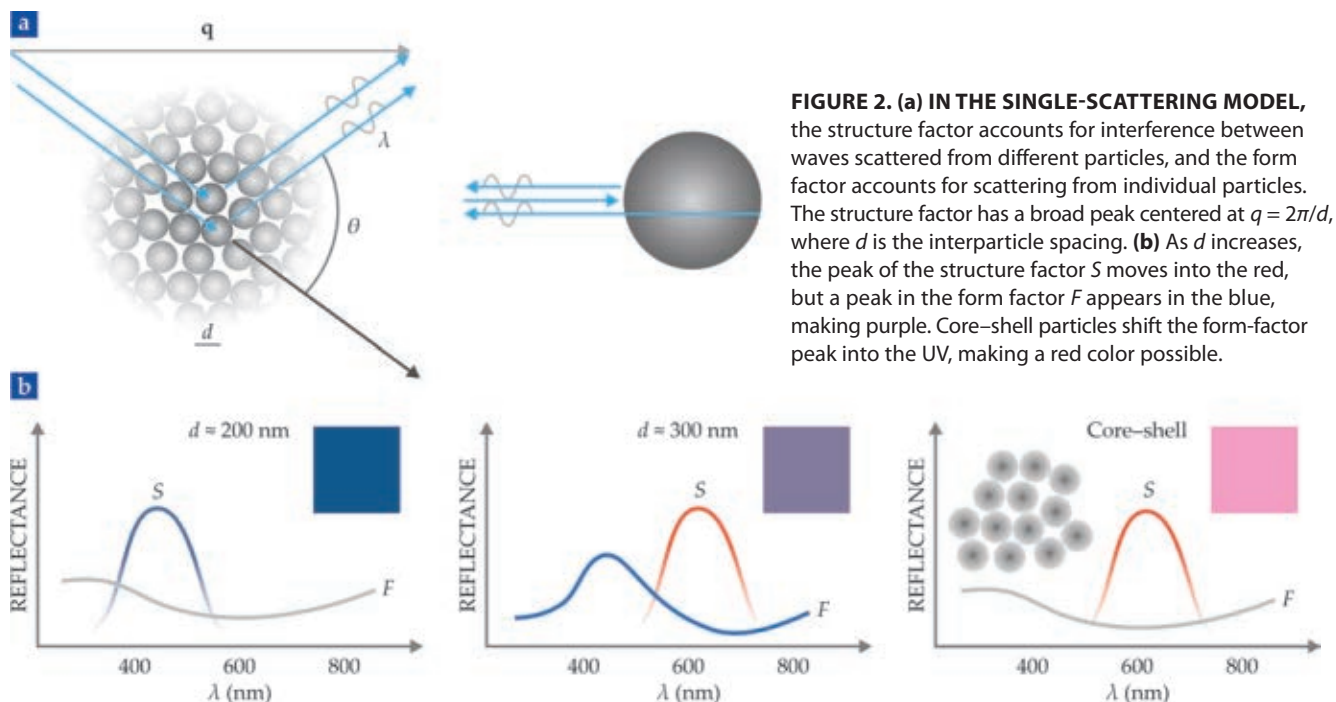 a
q
λ
θ
d
FIGURE 2. (a) IN THE SINGLE-SCATTERING MODEL,
the structure factor accounts for interference between
waves scattered from different particles, and the form
factor accounts for scattering from individual particles.
The structure factor has a broad peak centered at q = 2π/d,
where d is the interparticle spacing. (b) As d increases,
the peak of the structure factor S moves into the red,
but a peak in the form factor F appears in the blue,
making purple. Core–shell particles shift the form-factor
peak into the UV, making a red color possible.
b
REFLECTANCE
d ≈ 200 nm
S
F
400 600 800
λ (nm)
REFLECTANCE
d ≈ 300 nm
S
F
400 600 800
λ (nm)
REFLECTANCE
Core–shell
S
F
400 600 800
λ (nm)